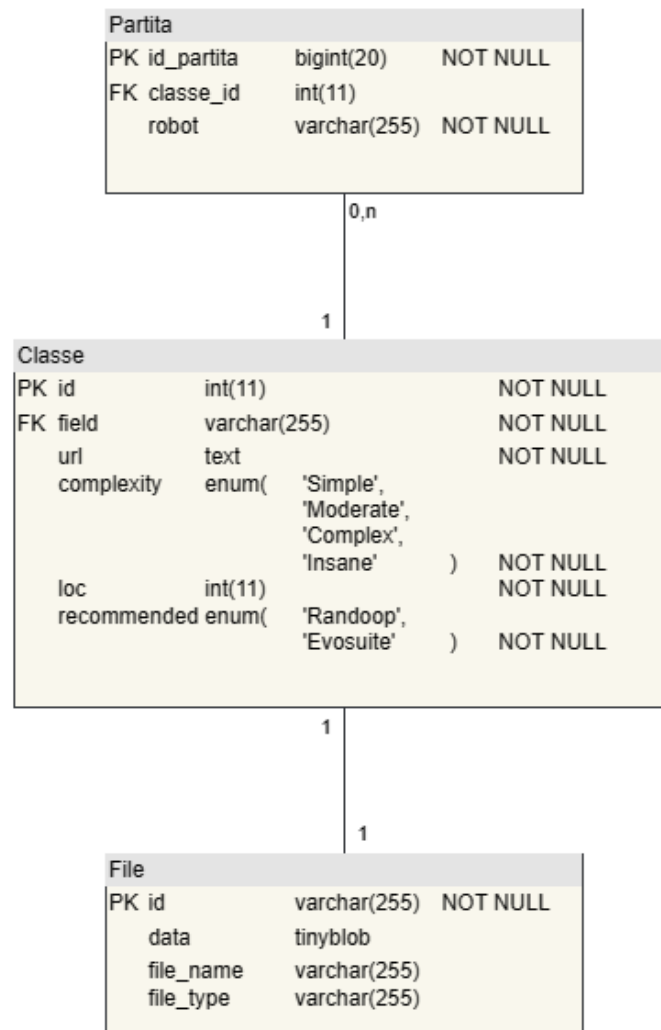 Partita
PK id_partita bigint(20) NOT NULL
FK classe_id int(11)
robot varchar(255) NOT NULL
0,n
1
Classe
PK id int(11) NOT NULL
FK field varchar(255) NOT NULL
url text NOT NULL
complexity enum( 'Simple',
'Moderate',
'Complex',
'Insane' ) NOT NULL
loc int(11) NOT NULL
recommended enum( 'Randoop',
'Evosuite' ) NOT NULL
1
1
File
PK id varchar(255) NOT NULL
data tinyblob
file_name varchar(255)
file_type varchar(255)